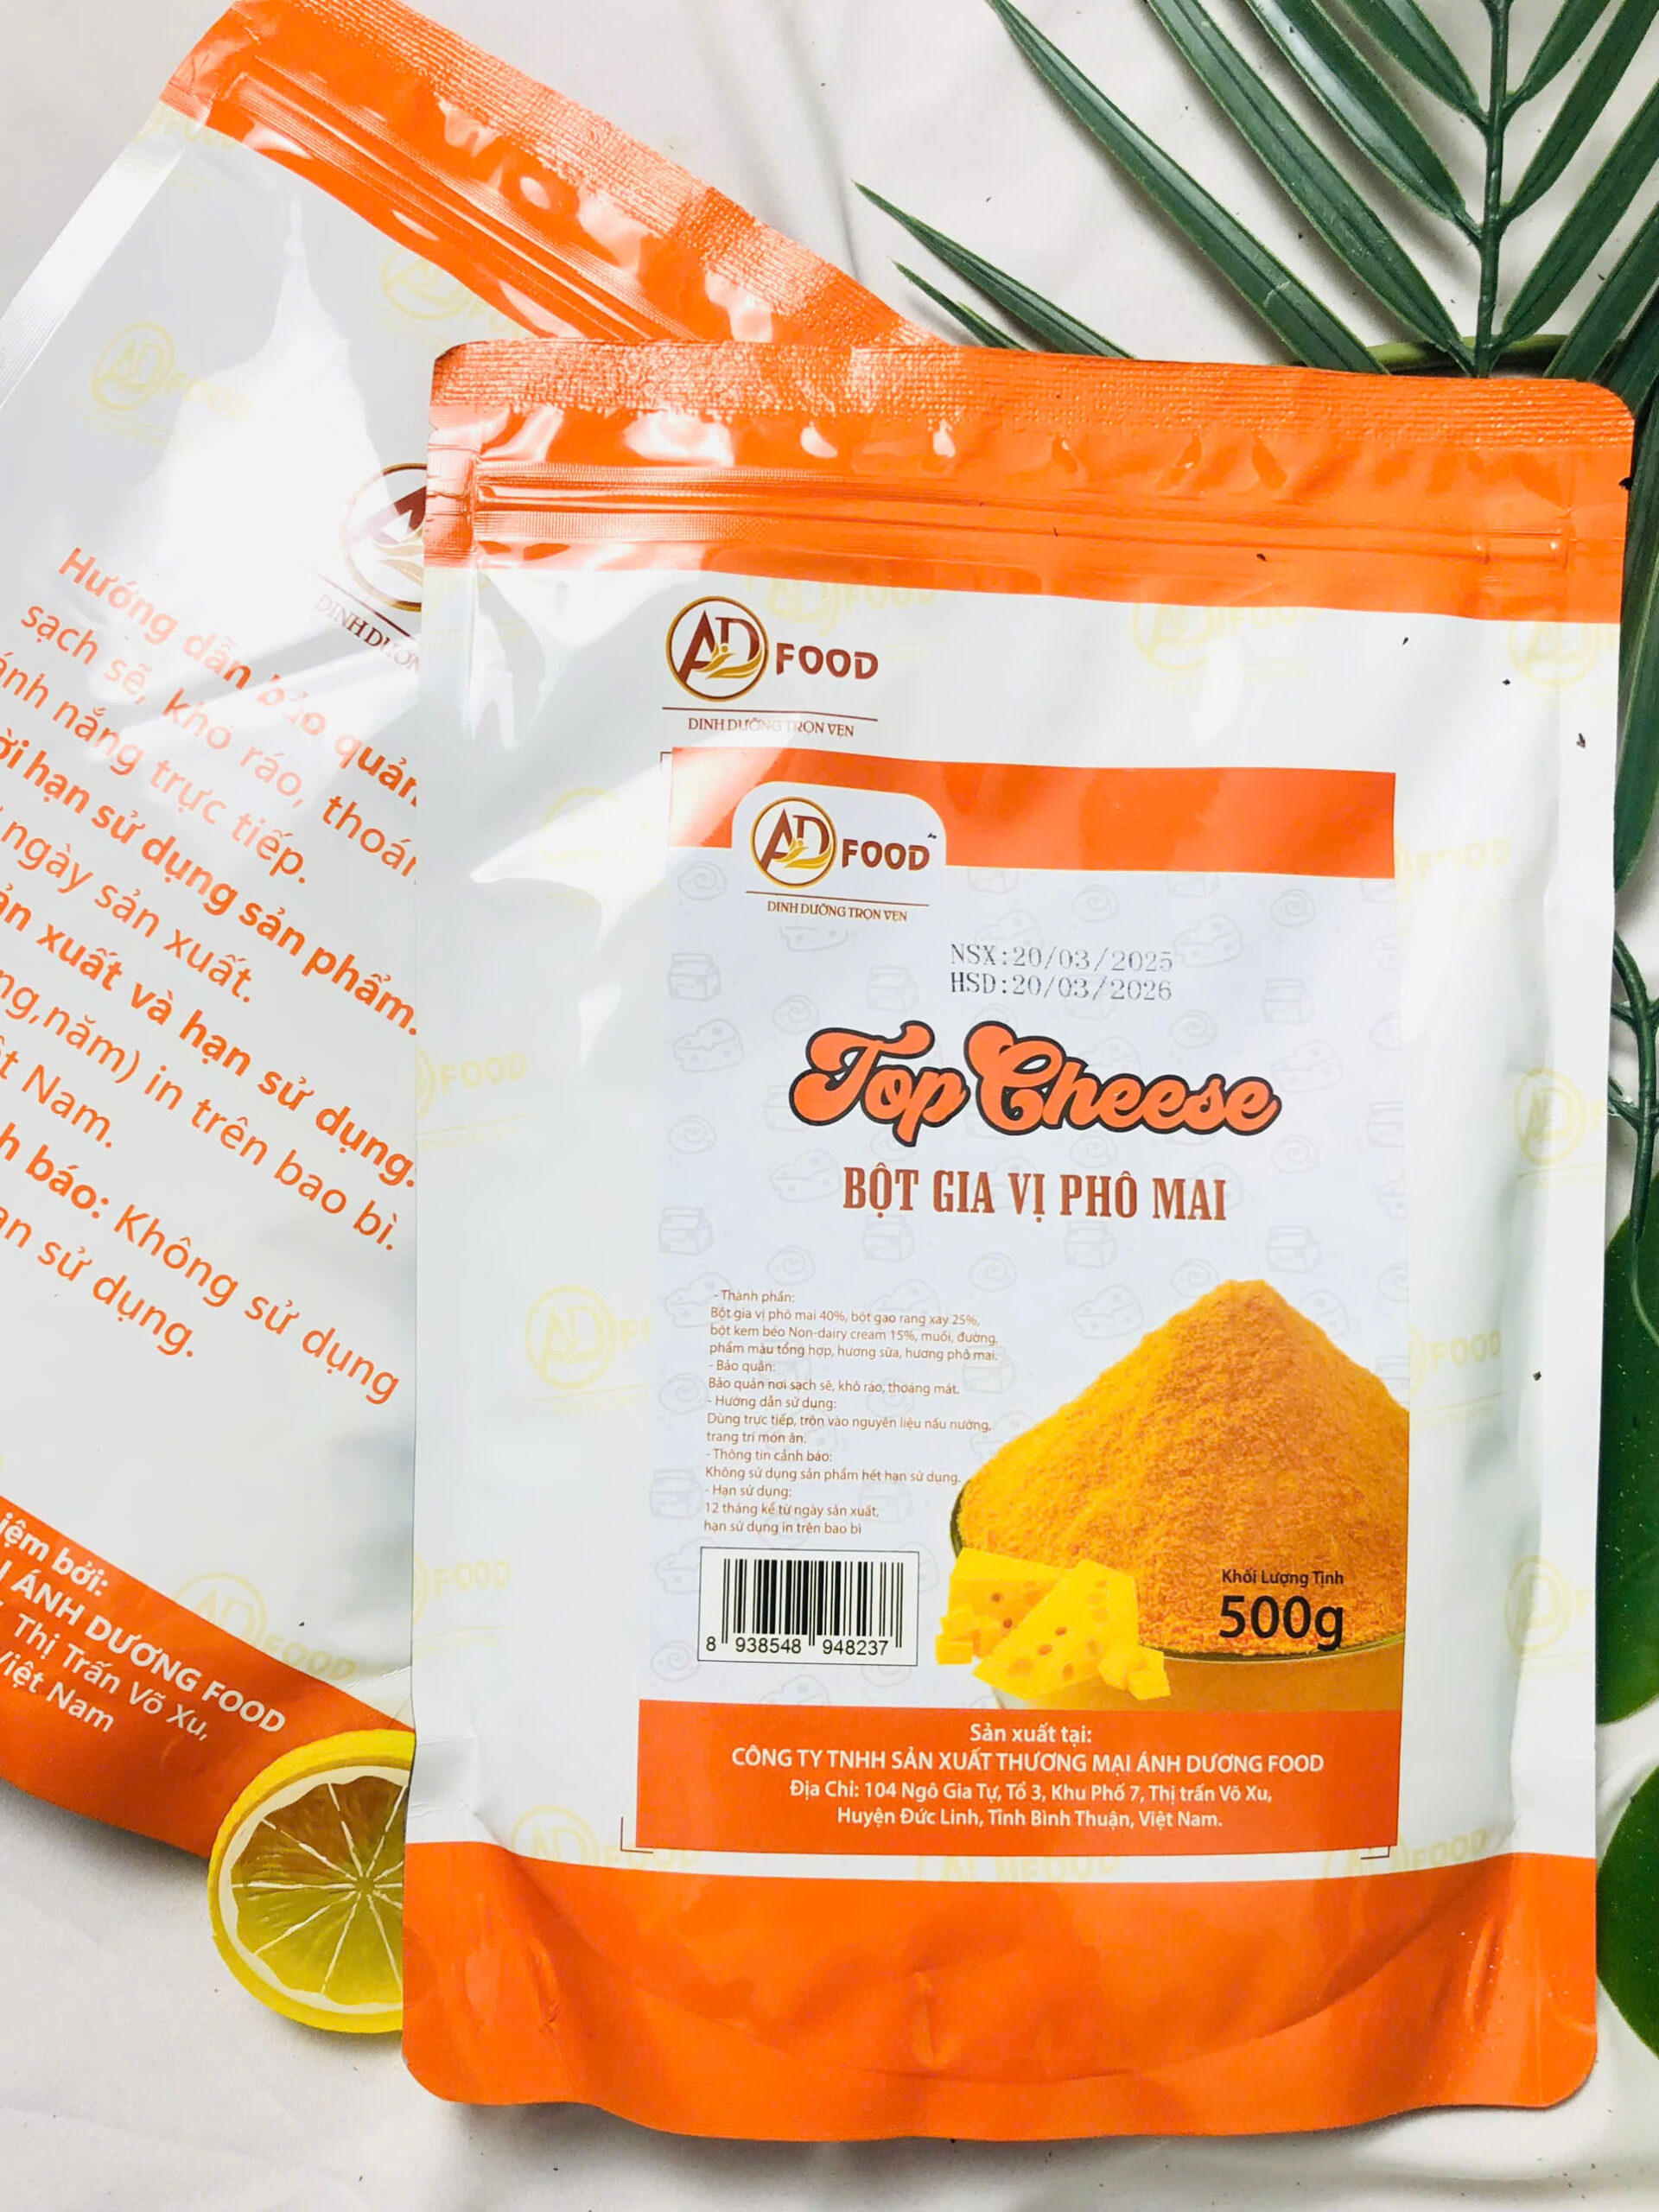 Hướng dẫn bảo quản
sạch sẽ, khô ráo, thoán
ánh nắng trực tiếp.
hạn sử dụng sản phẩm.
ngày sản xuất.
xuất và hạn sử dụng.
năm) in trên bao bì.
Nam.
báo: Không sử dụng
sử dụng.
bởi:
ÁNH DƯƠNG FOOD
Thị Trấn Võ Xu,
Việt Nam
AD FOOD
DINH DƯỠNG TRỌN VẸN
AD FOOD
DINH DƯỠNG TRỌN VẸN
NSX:20/03/2025
HSD:20/03/2026
Top Cheese
BỘT GIA VỊ PHÔ MAI
- Thành phần:
Bột gia vị phô mai 40%, bột gạo rang xay 25%,
bột kem béo Non-dairy cream 15%, muối, đường,
phẩm màu tổng hợp, hương sữa, hương phô mai.
- Bảo quản:
Bảo quản nơi sạch sẽ, khô ráo, thoáng mát.
- Hướng dẫn sử dụng:
Dùng trực tiếp, trộn vào nguyên liệu nấu nướng,
trang trí món ăn.
- Thông tin cảnh báo:
Không sử dụng sản phẩm hết hạn sử dụng.
- Hạn sử dụng:
12 tháng kể từ ngày sản xuất,
hạn sử dụng in trên bao bì
8 938548 948237
Khối Lượng Tịnh
500g
Sản xuất tại:
CÔNG TY TNHH SẢN XUẤT THƯƠNG MẠI ÁNH DƯƠNG FOOD
Địa Chỉ: 104 Ngô Gia Tự, Tổ 3, Khu Phố 7, Thị trấn Võ Xu,
Huyện Đức Linh, Tỉnh Bình Thuận, Việt Nam.